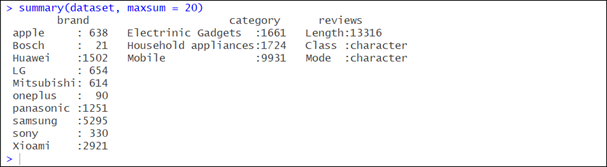 > summary(dataset, maxsum = 20)
brand category reviews
apple : 638 Electrinic Gadgets :1661 Length:13316
Bosch : 21 Household appliances:1724 Class :character
Huawei :1502 Mobile :9931 Mode :character
LG : 654
Mitsubishi: 614
oneplus : 90
panasonic :1251
samsung :5295
sony : 330
Xioami :2921
>